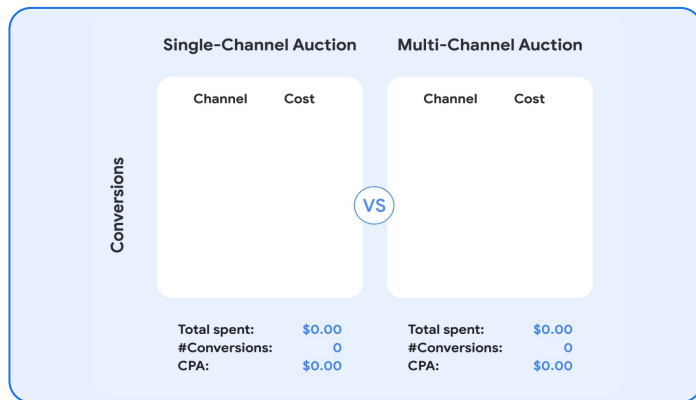 Single-Channel Auction
Multi-Channel Auction
Channel Cost
Channel Cost
Conversions
VS
Total spent: $0.00
#Conversions: 0
CPA: $0.00
Total spent: $0.00
#Conversions: 0
CPA: $0.00